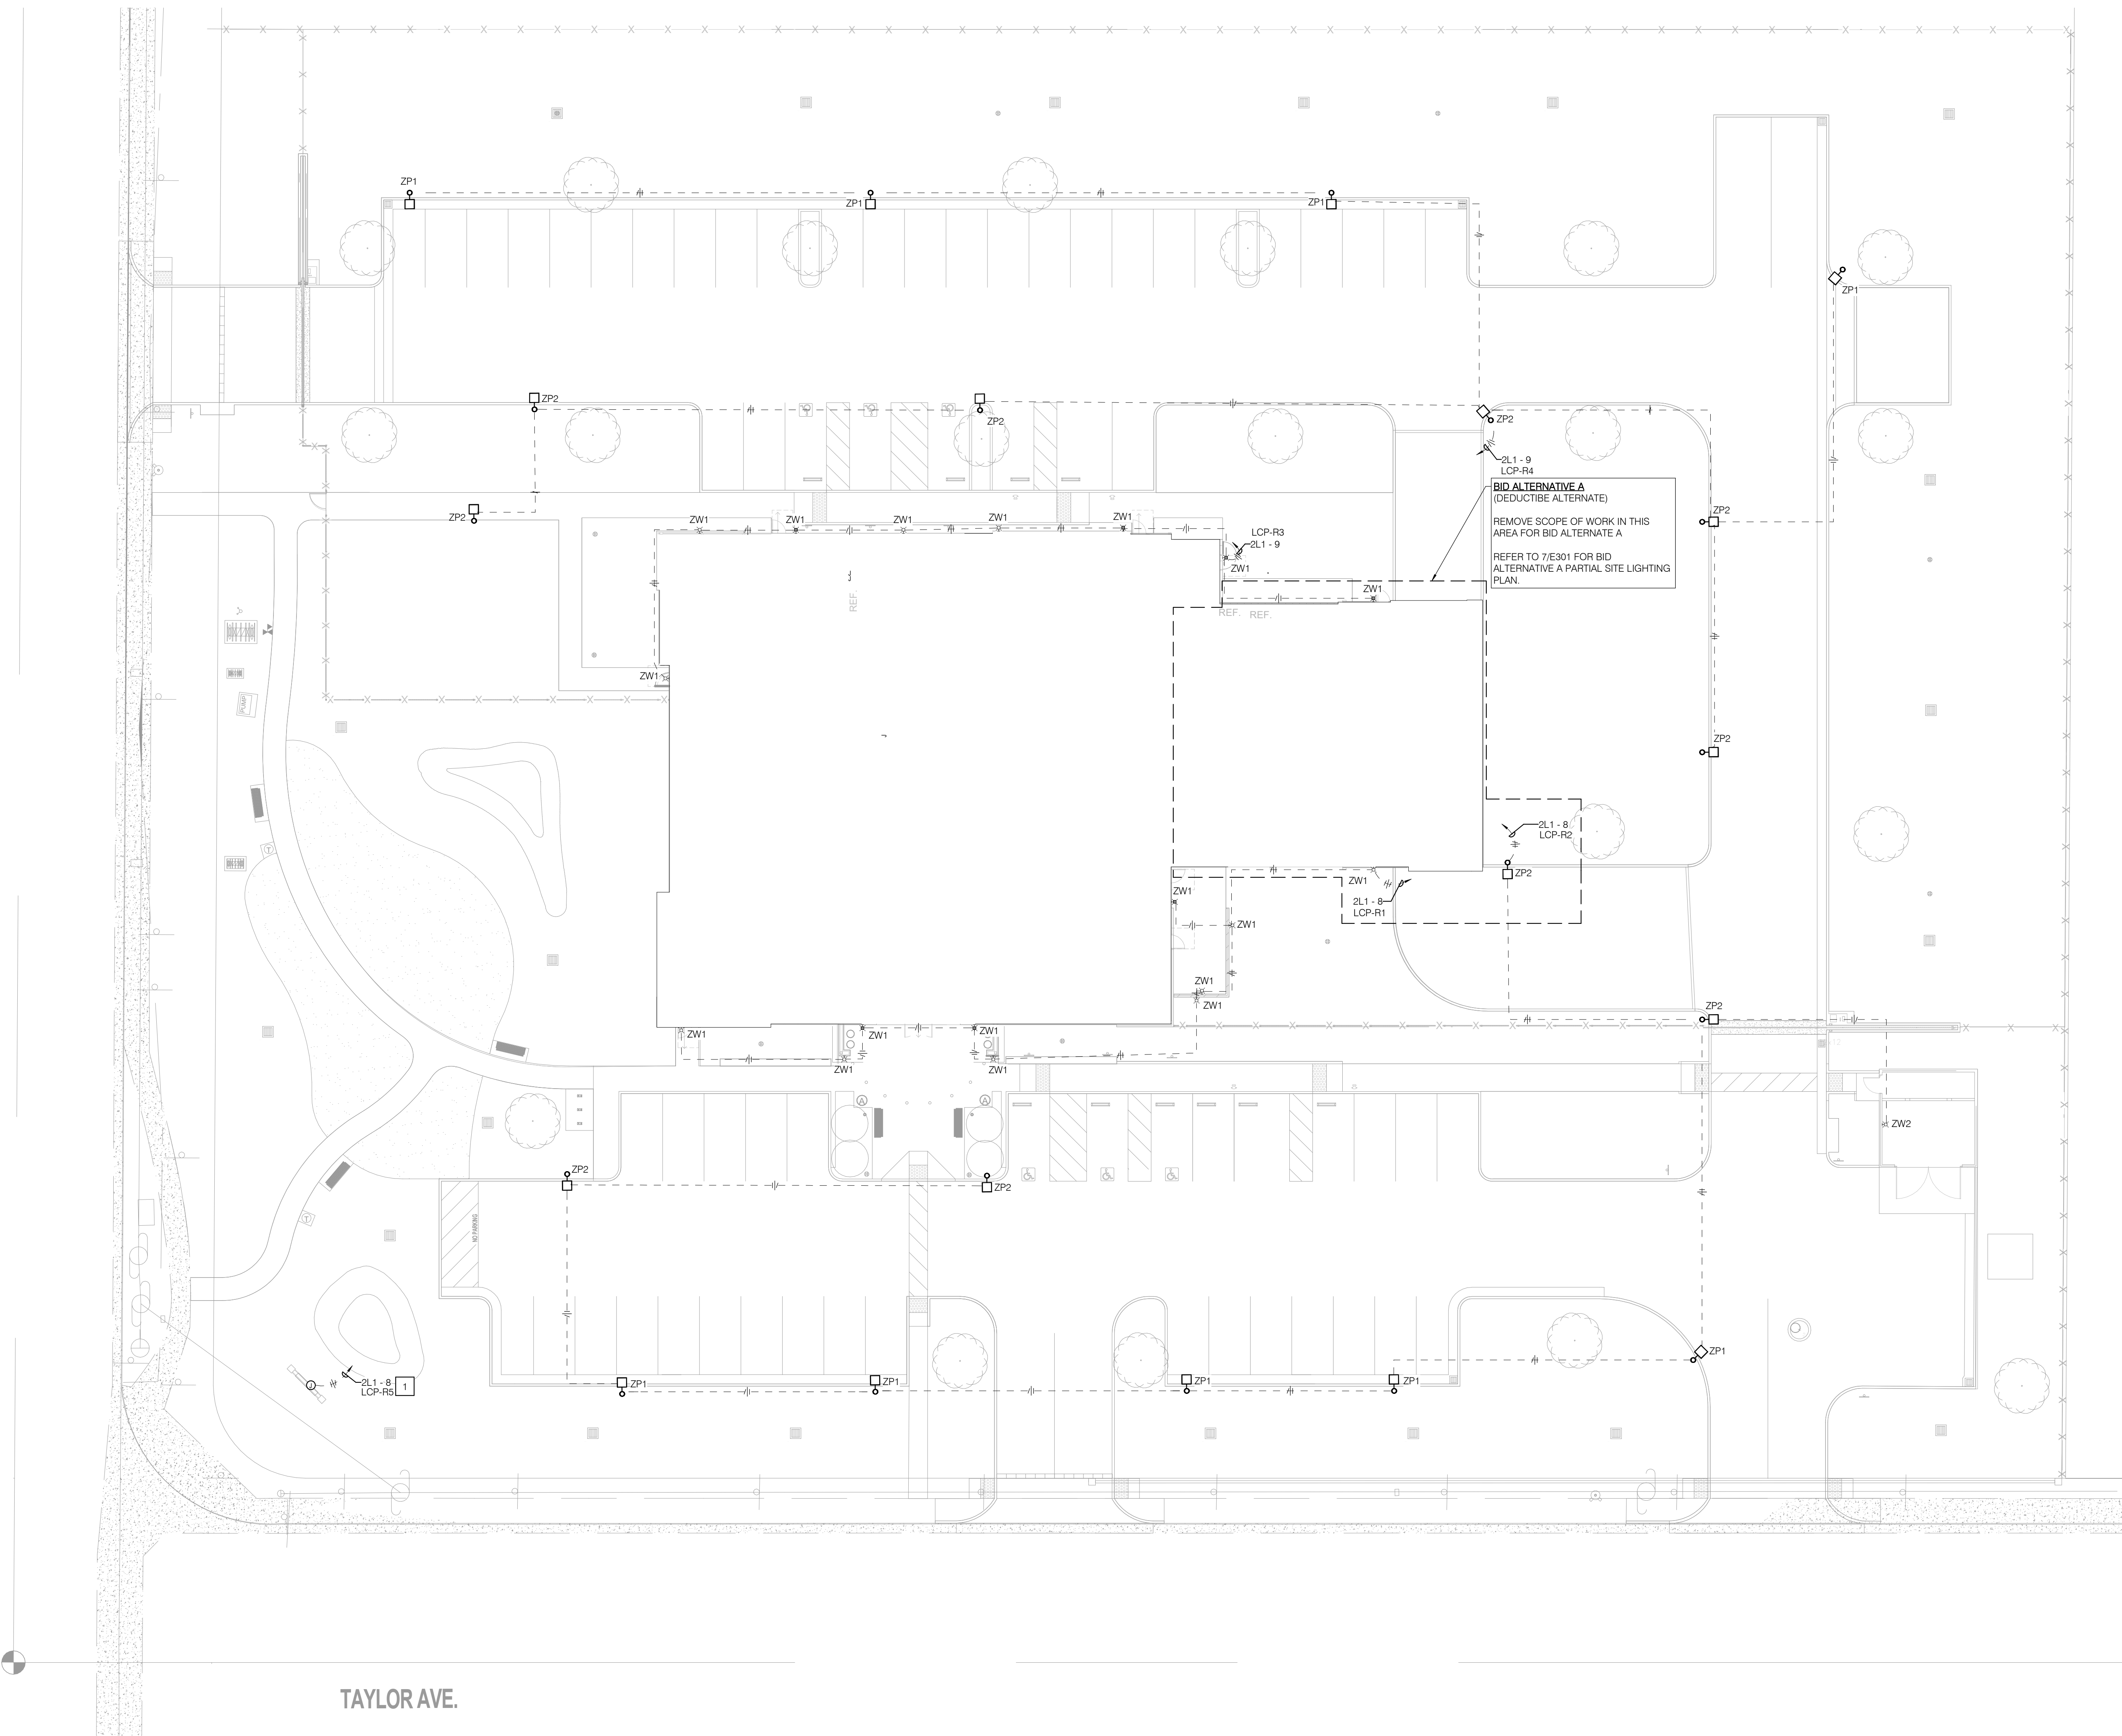 ZP1
ZP1
ZP1
ZP1
ZP2
ZP2
ZP2
2L1 - 9
LCP-R4
BID ALTERNATIVE A
(DEDUCTIBE ALTERNATE)
REMOVE SCOPE OF WORK IN THIS
AREA FOR BID ALTERNATE A
REFER TO 7/E301 FOR BID
ALTERNATIVE A PARTIAL SITE LIGHTING
PLAN.
ZP2
ZP2
ZW1
ZW1
ZW1
ZW1
ZW1
LCP-R3
2L1 - 9
ZW1
ZW1
REF.
REF.
REF.
ZW1
PUMP
ZP2
2L1 - 8
LCP-R2
ZP2
T
ZW1
ZW1
2L1 - 8
LCP-R1
ZW1
ZW1
ZW1
ZP2
ZW1
ZW1
ZW1
ZW1
ZW1
A
A
ZW2
ZP2
ZP2
T
NO PARKING
ZP1
J
2L1 - 8
LCP-R5
1
ZP1
ZP1
ZP1
ZP1
TAYLOR AVE.